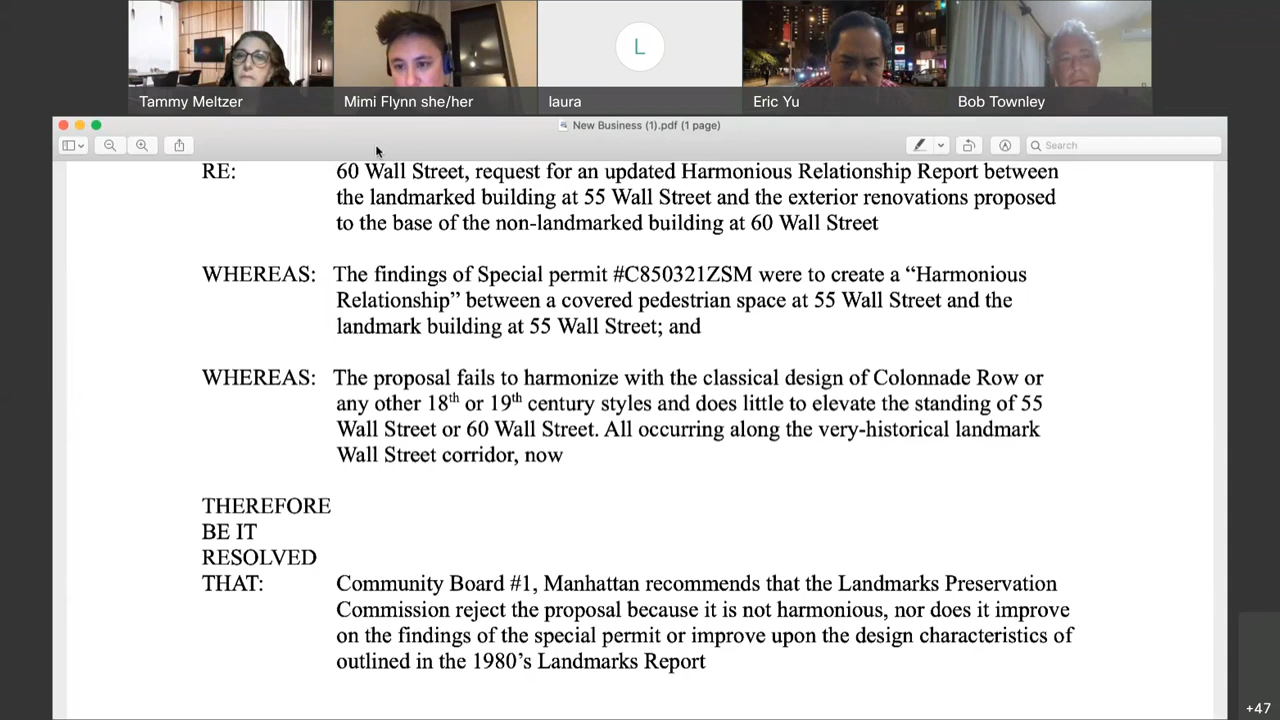 L
Tammy Meltzer
Mimi Flynn she/her
laura
Eric Yu
Bob Townley
New Business (1).pdf (1 page)
Search
RE: 60 Wall Street, request for an updated Harmonious Relationship Report between
the landmarked building at 55 Wall Street and the exterior renovations proposed
to the base of the non-landmarked building at 60 Wall Street
WHEREAS: The findings of Special permit #C850321ZSM were to create a “Harmonious
Relationship” between a covered pedestrian space at 55 Wall Street and the
landmark building at 55 Wall Street; and
WHEREAS: The proposal fails to harmonize with the classical design of Colonnade Row or
any other 18th or 19th century styles and does little to elevate the standing of 55
Wall Street or 60 Wall Street. All occurring along the very-historical landmark
Wall Street corridor, now
THEREFORE
BE IT
RESOLVED
THAT: Community Board #1, Manhattan recommends that the Landmarks Preservation
Commission reject the proposal because it is not harmonious, nor does it improve
on the findings of the special permit or improve upon the design characteristics of
outlined in the 1980’s Landmarks Report
+47